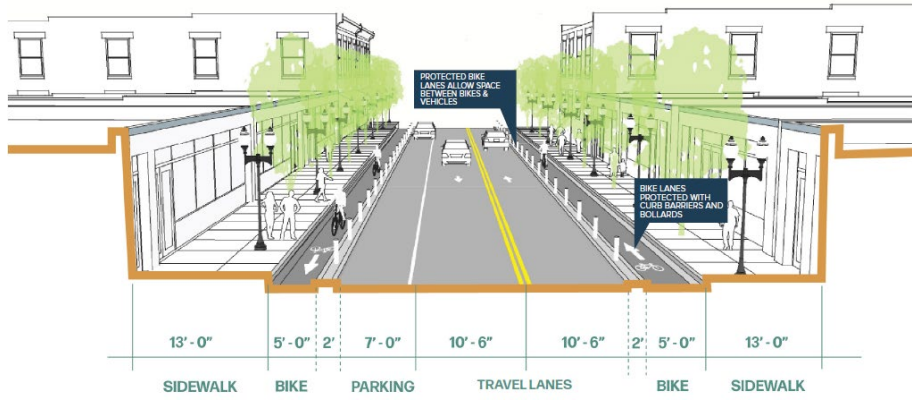 PROTECTED BIKE
LANES ALLOW SPACE
BETWEEN BIKES &
VEHICLES
BIKE LANES
PROTECTED WITH
CURB BARRIERS AND
BOLLARDS
13' - 0" 5' - 0" 2' 7' - 0" 10' - 6" 10' - 6" 2' 5' - 0" 13' - 0"
SIDEWALK BIKE PARKING TRAVEL LANES BIKE SIDEWALK